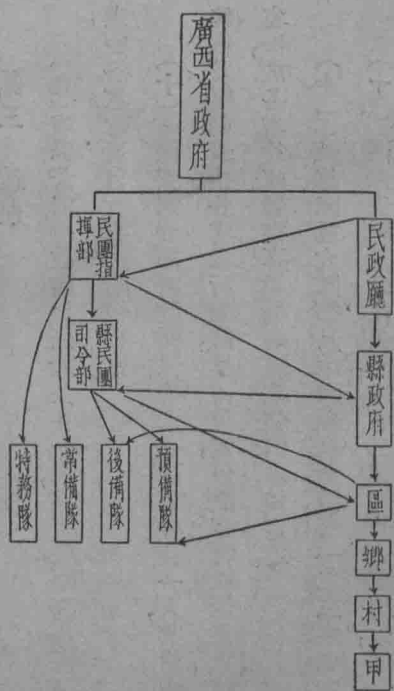 廣西省政府
民政廳
縣政府
區
鄉
村
甲
民團指
揮部
縣民團
司令部
預備隊
後備隊
常備隊
特務隊